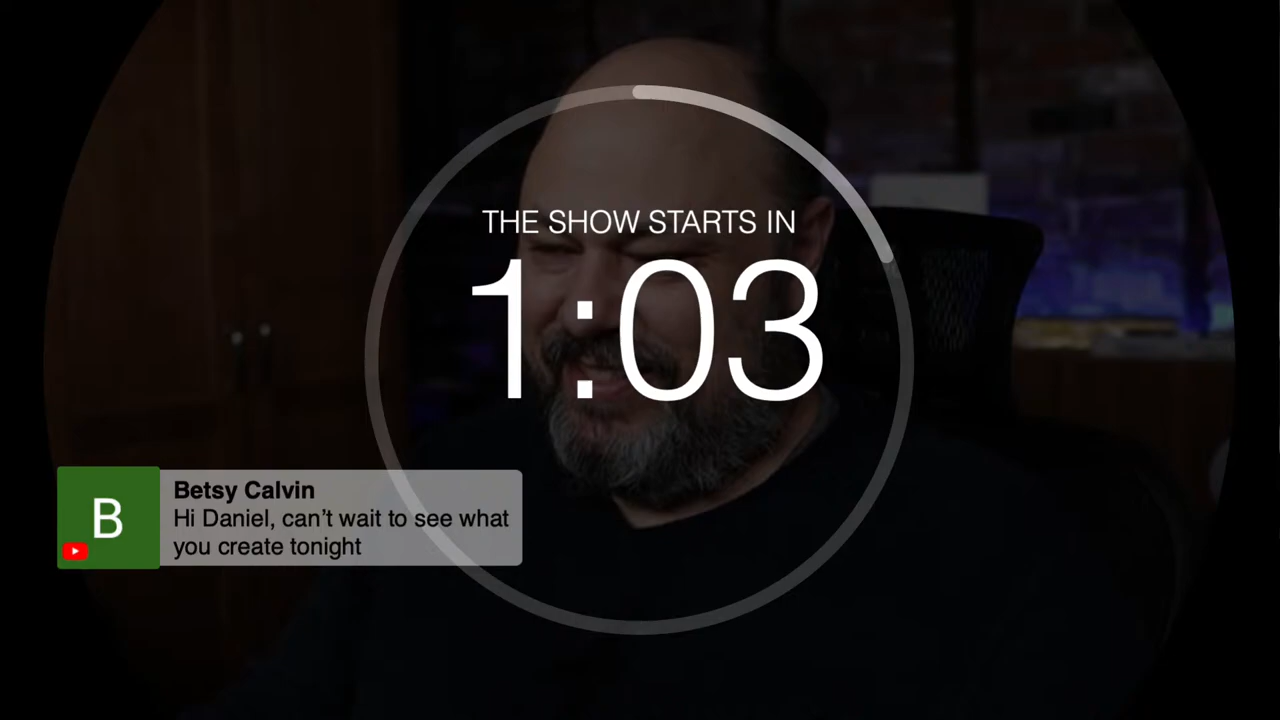 THE SHOW STARTS IN
1:03
B
Betsy Calvin
Hi Daniel, can’t wait to see what
you create tonight